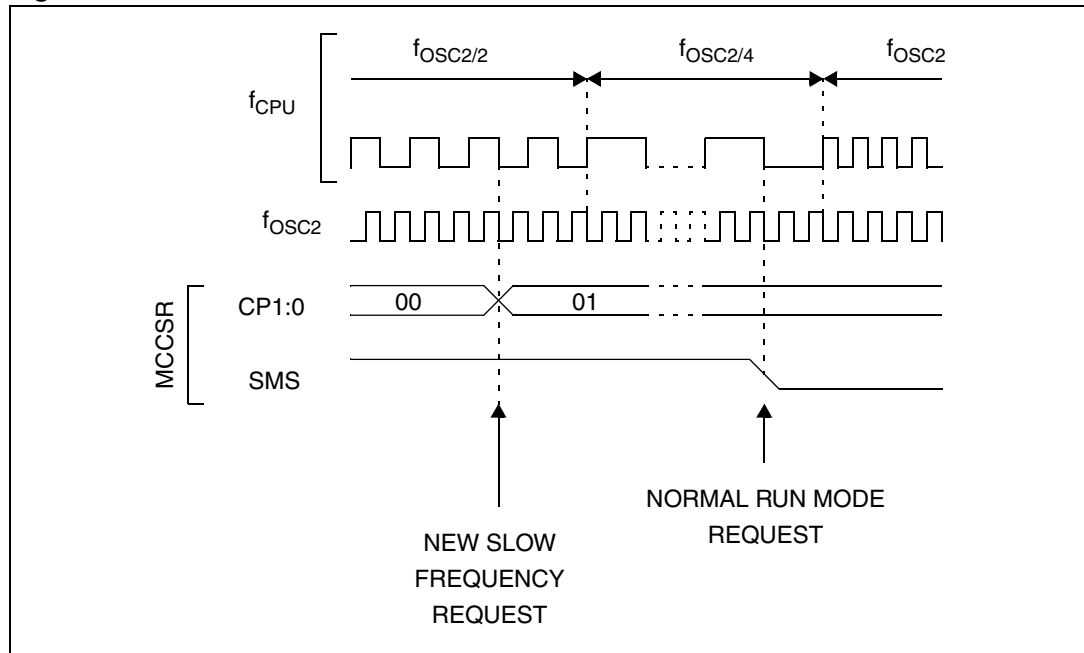 fOSC2/2 fOSC2/4 fOSC2
fCPU
fOSC2
MCCSR
CP1:0 00 01
SMS
NEW SLOW
FREQUENCY
REQUEST
NORMAL RUN MODE
REQUEST